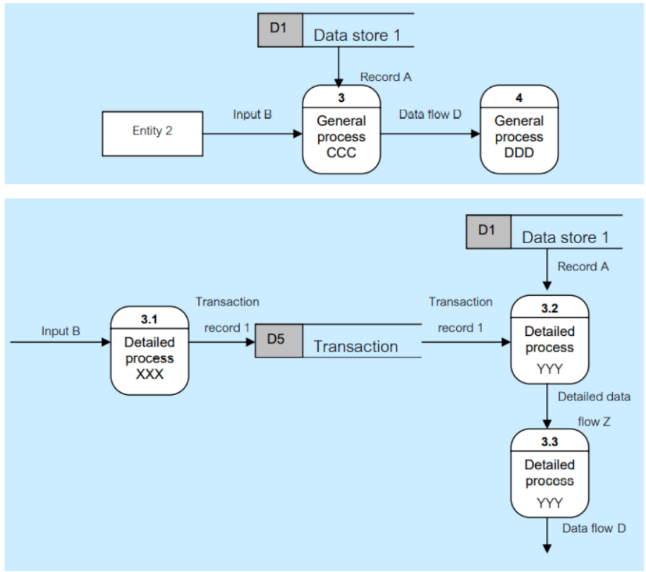 D1
Data store 1
Record A
3
General
process
CCC
4
General
process
DDD
Input B
Data flow D
Entity 2
D1
Data store 1
Record A
3.1
Detailed
process
XXX
Input B
Transaction
record 1
D5
Transaction
Transaction
record 1
3.2
Detailed
process
YYY
Detailed data
flow Z
3.3
Detailed
process
YYY
Data flow D